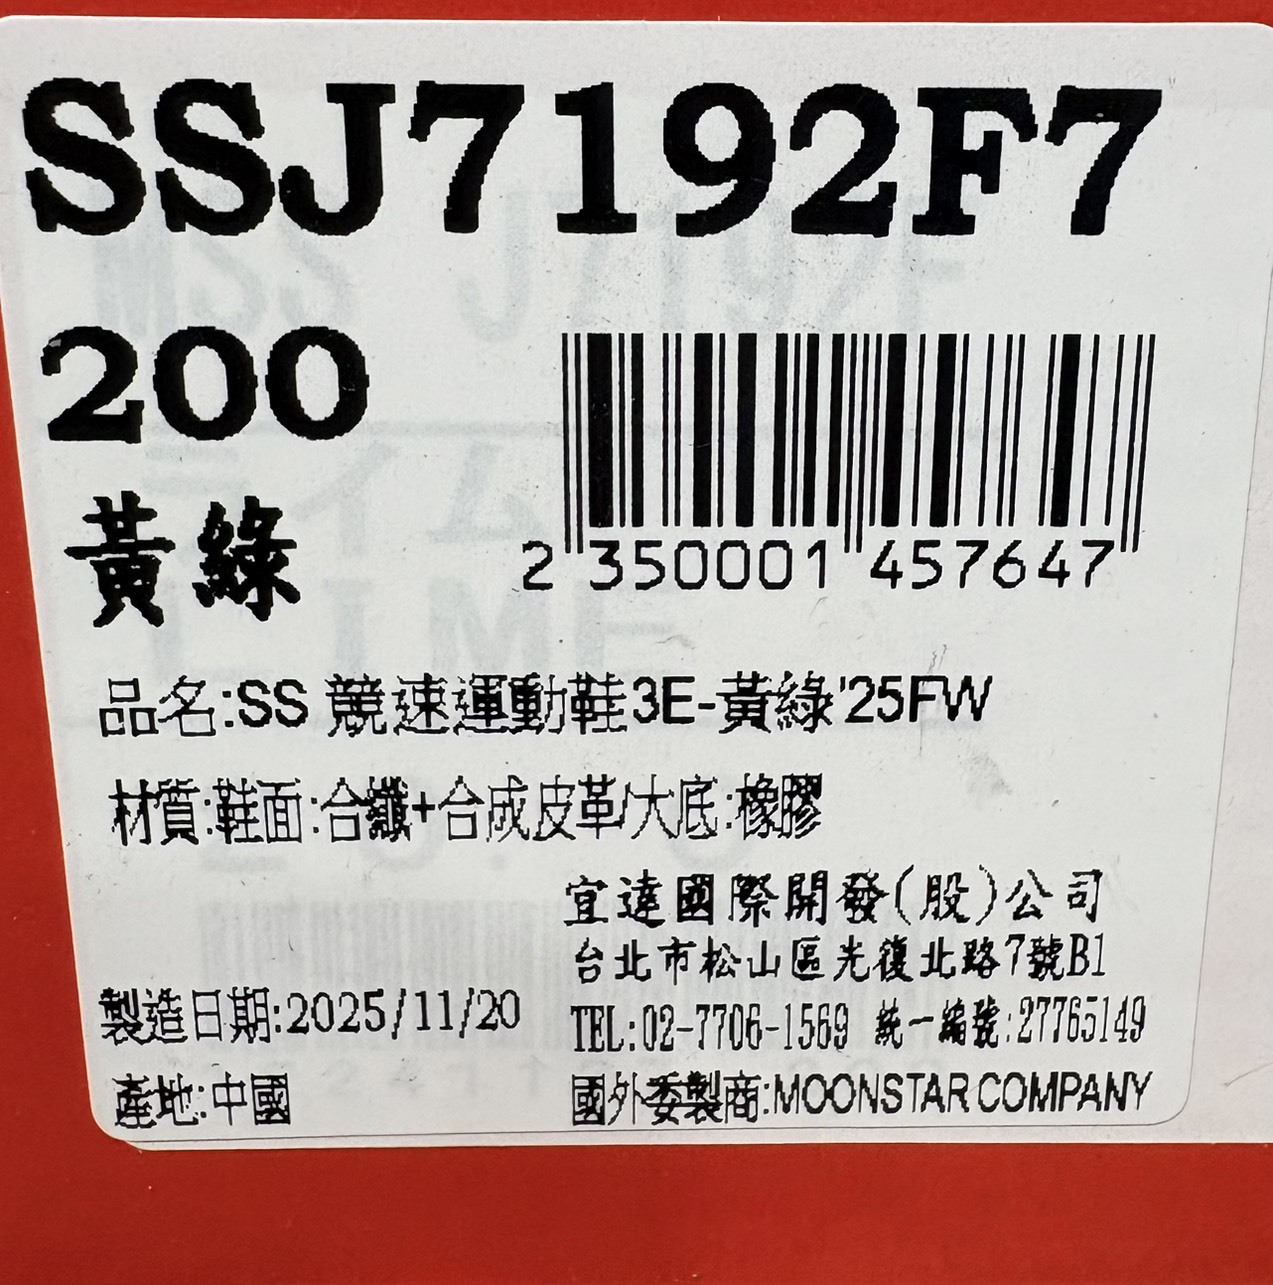 SSJ7192F7
200
黃綠
2 350001 457647
品名:SS 競速運動鞋3E-黃綠'25FW
材質:鞋面:合纖+合成皮革/大底:橡膠
宜達國際開發(股)公司
台北市松山區光復北路7號B1
製造日期:2025/11/20
TEL:02-7706-1569 統一編號:27765149
產地:中國
國外委製商:MOONSTAR COMPANY